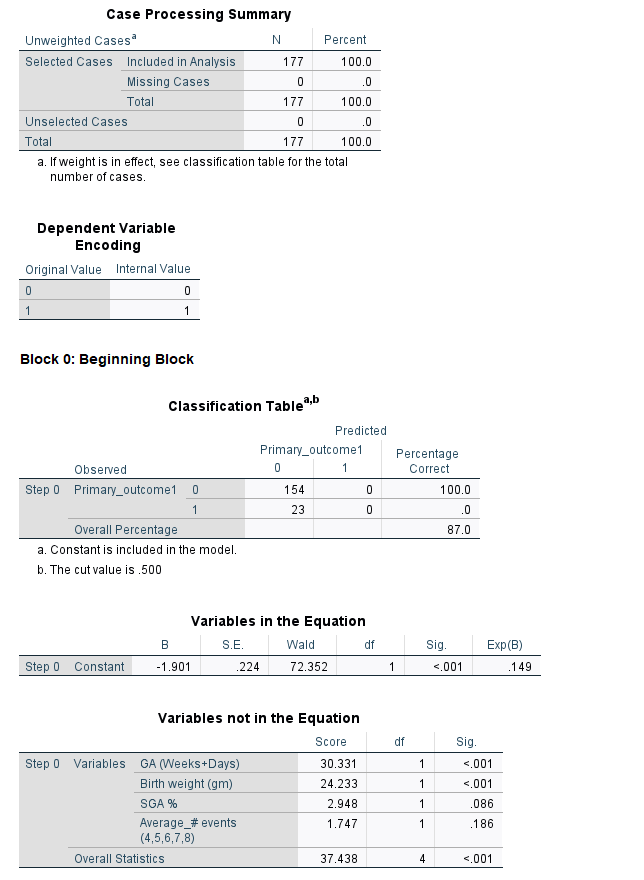 Case Processing Summary
Unweighted Casesa N Percent
Selected Cases Included in Analysis 177 100.0
Missing Cases 0 .0
Total 177 100.0
Unselected Cases 0 .0
Total 177 100.0
a. If weight is in effect, see classification table for the total
number of cases.
Dependent Variable
Encoding
Original Value Internal Value
0 0
1 1
Block 0: Beginning Block
Classification Tablea,b
Predicted
Primary_outcome1 Percentage
Observed 0 1 Correct
Step 0 Primary_outcome1 0 154 0 100.0
1 23 0 .0
Overall Percentage 87.0
a. Constant is included in the model.
b. The cut value is .500
Variables in the Equation
B S.E. Wald df Sig. Exp(B)
Step 0 Constant -1.901 .224 72.352 1 <.001 .149
Variables not in the Equation
Score df Sig.
Step 0 Variables GA (Weeks+Days) 30.331 1 <.001
Birth weight (gm) 24.233 1 <.001
SGA % 2.948 1 .086
Average_# events 1.747 1 .186
(4,5,6,7,8)
Overall Statistics 37.438 4 <.001